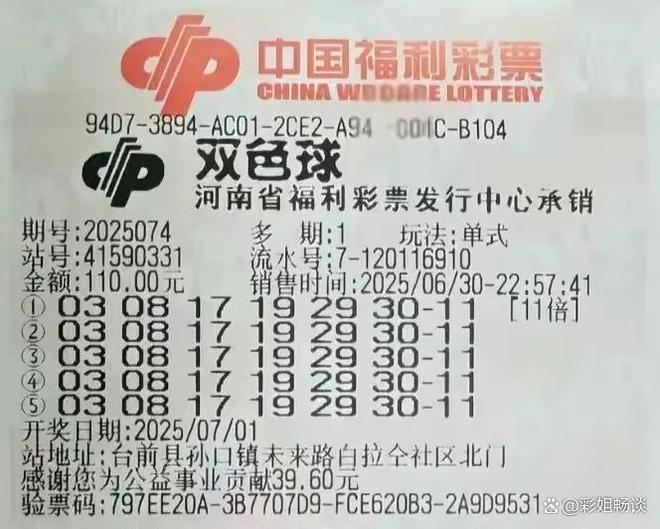 中国福利彩票
CHINA LOTTERY
94D7-3894-AC01-2CE2-A94 C-B104
双色球
河南省福利彩票发行中心承销
期号:2025074 多期:1 玩法:单式
站号:41590331 流水号:7-120116910
金额:110.00元 销售时间:2025/06/30-22:57:41
① 03 08 17 19 29 30-11 [11倍]
② 03 08 17 19 29 30-11
③ 03 08 17 19 29 30-11
④ 03 08 17 19 29 30-11
⑤ 03 08 17 19 29 30-11
开奖日期:2025/07/01
站地址:台前县孙口镇未来路白拉仝社区北门
感谢您为公益事业贡献39.60元
验票码:797EE20A-3B7707D9-FCE620B3-2A9D9531
@彩姐畅谈